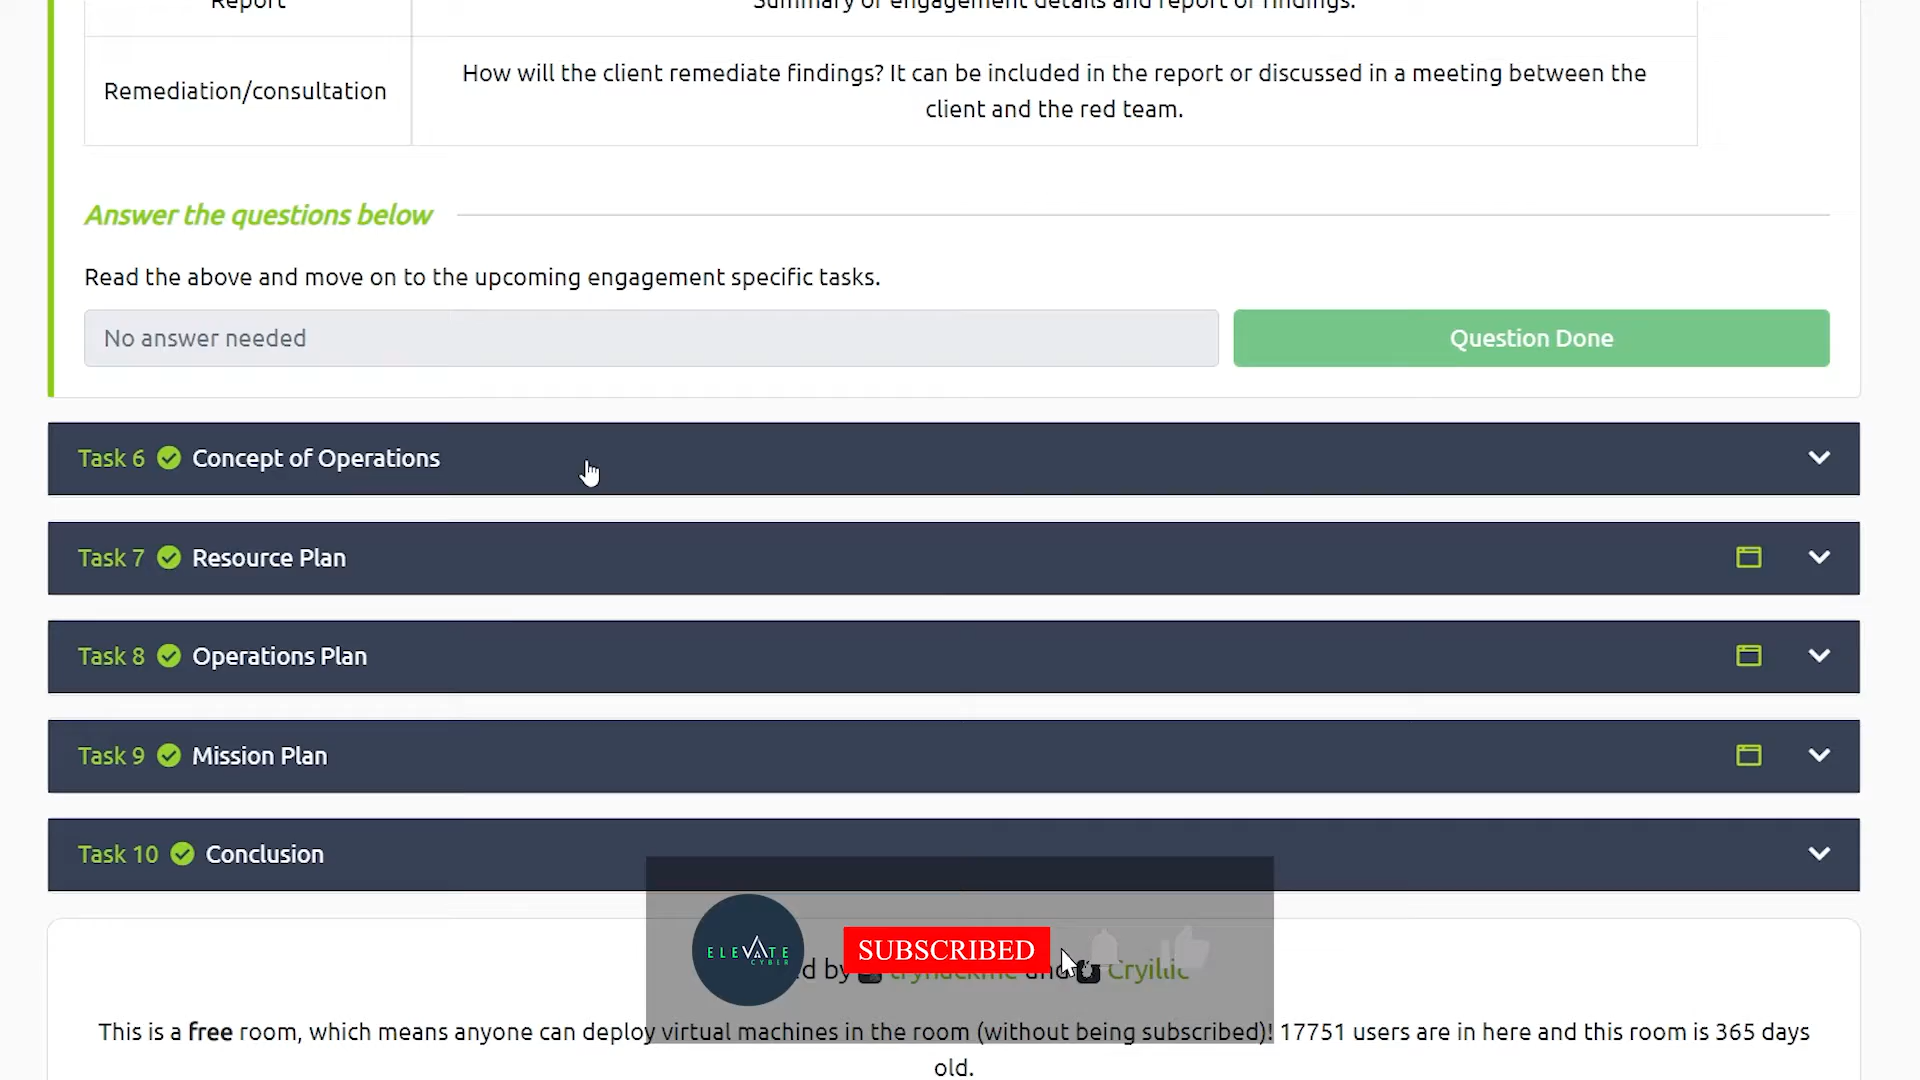 Report
Summary of engagement details and report of findings.
Remediation/consultation
How will the client remediate findings? It can be included in the report or discussed in a meeting between the
client and the red team.
Answer the questions below
Read the above and move on to the upcoming engagement specific tasks.
No answer needed
Question Done
Task 6 Concept of Operations
Task 7 Resource Plan
Task 8 Operations Plan
Task 9 Mission Plan
Task 10 Conclusion
ELEVATE
CYBER
SUBSCRIBED
by tryhackme and Cryillic
This is a free room, which means anyone can deploy virtual machines in the room (without being subscribed)! 17751 users are in here and this room is 365 days
old.